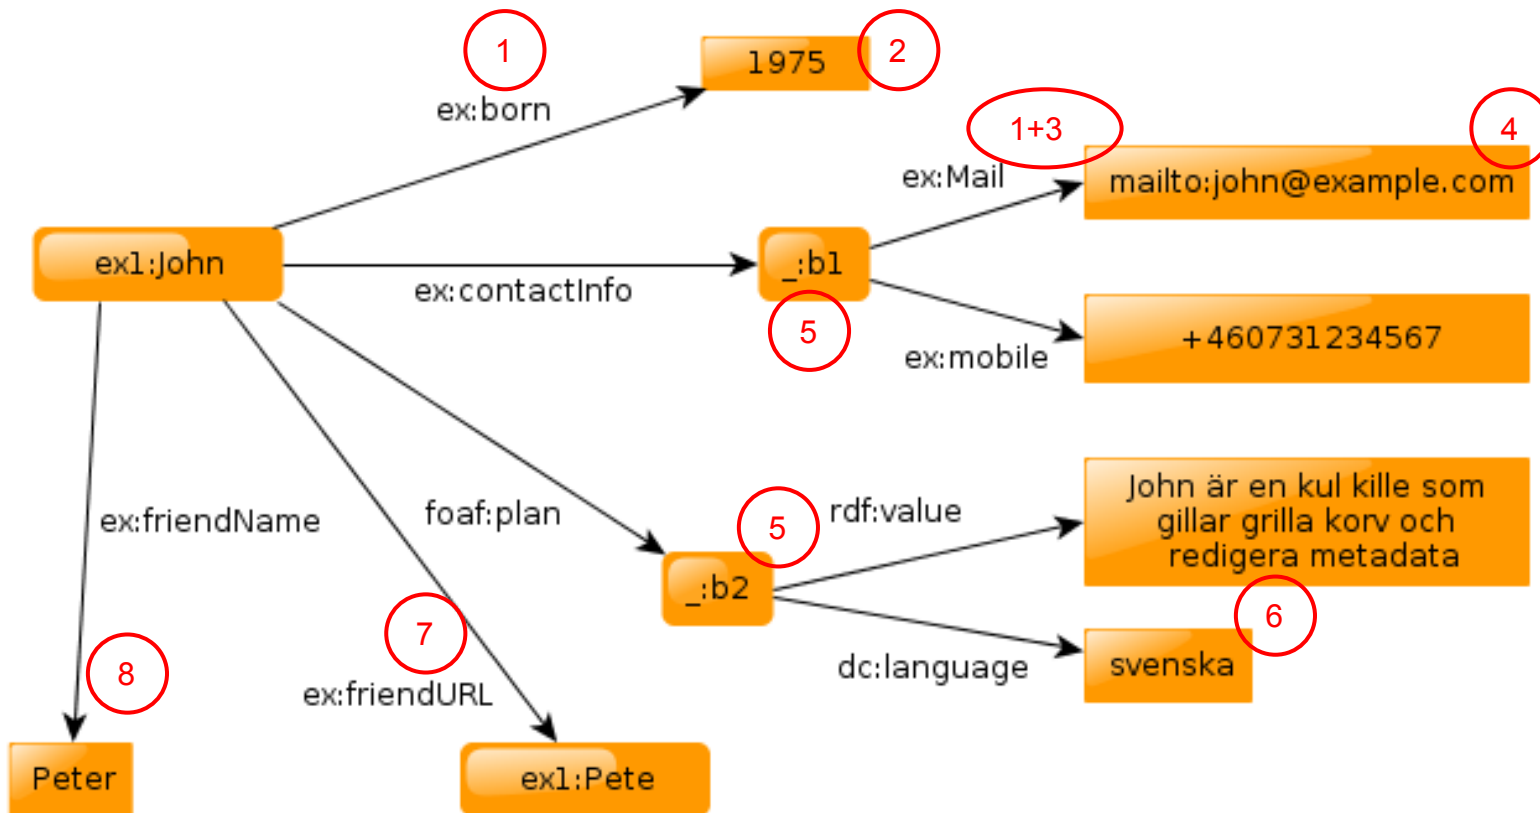 1
1975
2
ex:born
1+3
4
ex:Mail
mailto:john@example.com
ex1:John
_:b1
ex:contactInfo
5
+460731234567
ex:mobile
John är en kul kille som
gillar grilla korv och
redigera metadata
rdf:value
5
foaf:plan
ex:friendName
_:b2
6
svenska
dc:language
7
8
ex:friendURL
Peter
ex1:Pete